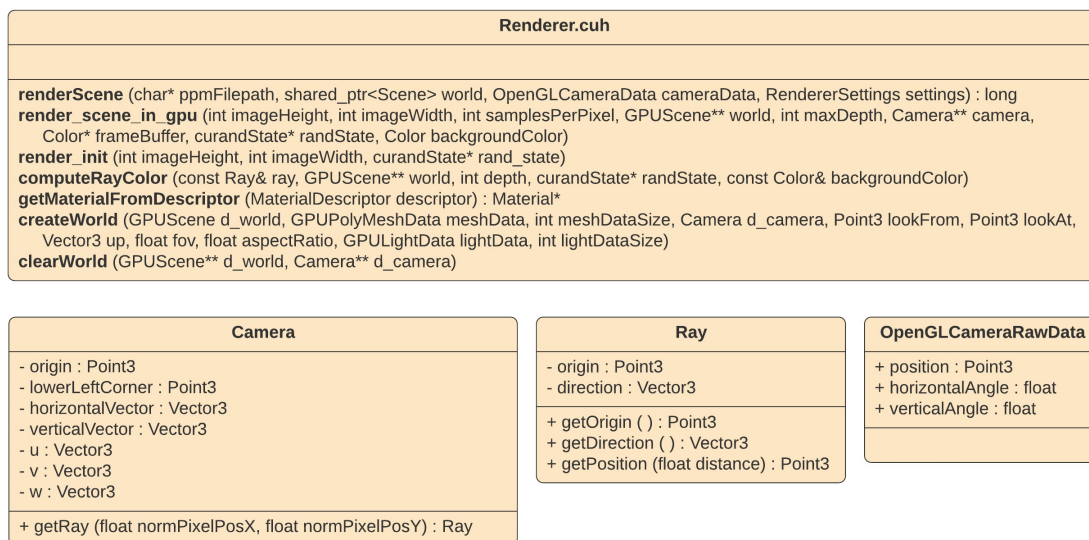 Renderer.cuh
renderScene (char* ppmFilepath, shared_ptr<Scene> world, OpenGLCameraData cameraData, RendererSettings settings) : long
render_scene_in_gpu (int imageHeight, int imageWidth, int samplesPerPixel, GPUScene** world, int maxDepth, Camera** camera,
Color* frameBuffer, curandState* randState, Color backgroundColor)
render_init (int imageHeight, int imageWidth, curandState* rand_state)
computeRayColor (const Ray& ray, GPUScene** world, int depth, curandState* randState, const Color& backgroundColor)
getMaterialFromDescriptor (MaterialDescriptor descriptor) : Material*
createWorld (GPUScene d_world, GPUPolyMeshData meshData, int meshDataSize, Camera d_camera, Point3 lookFrom, Point3 lookAt,
Vector3 up, float fov, float aspectRatio, GPULightData lightData, int lightDataSize)
clearWorld (GPUScene** d_world, Camera** d_camera)
Camera
- origin : Point3
- lowerLeftCorner : Point3
- horizontalVector : Vector3
- verticalVector : Vector3
- u : Vector3
- v : Vector3
- w : Vector3
+ getRay (float normPixelPosX, float normPixelPosY) : Ray
Ray
- origin : Point3
- direction : Vector3
+ getOrigin ( ) : Point3
+ getDirection ( ) : Vector3
+ getPosition (float distance) : Point3
OpenGLCameraRawData
+ position : Point3
+ horizontalAngle : float
+ verticalAngle : float